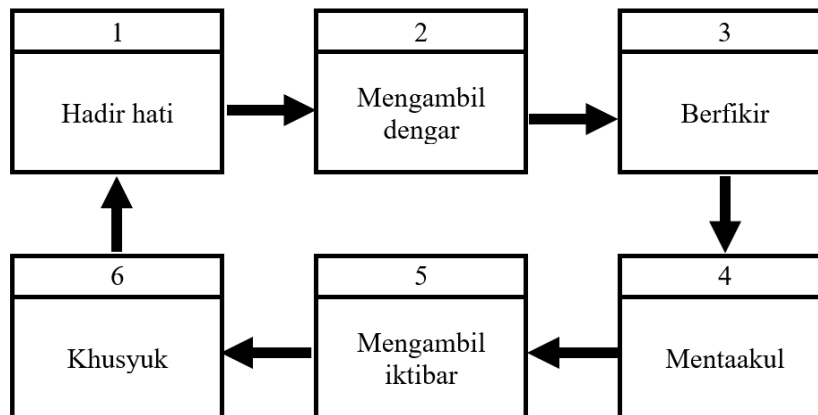 1
Hadir hati
2
Mengambil
dengar
3
Berfikir
4
Mentaakul
5
Mengambil
iktibar
6
Khusyuk